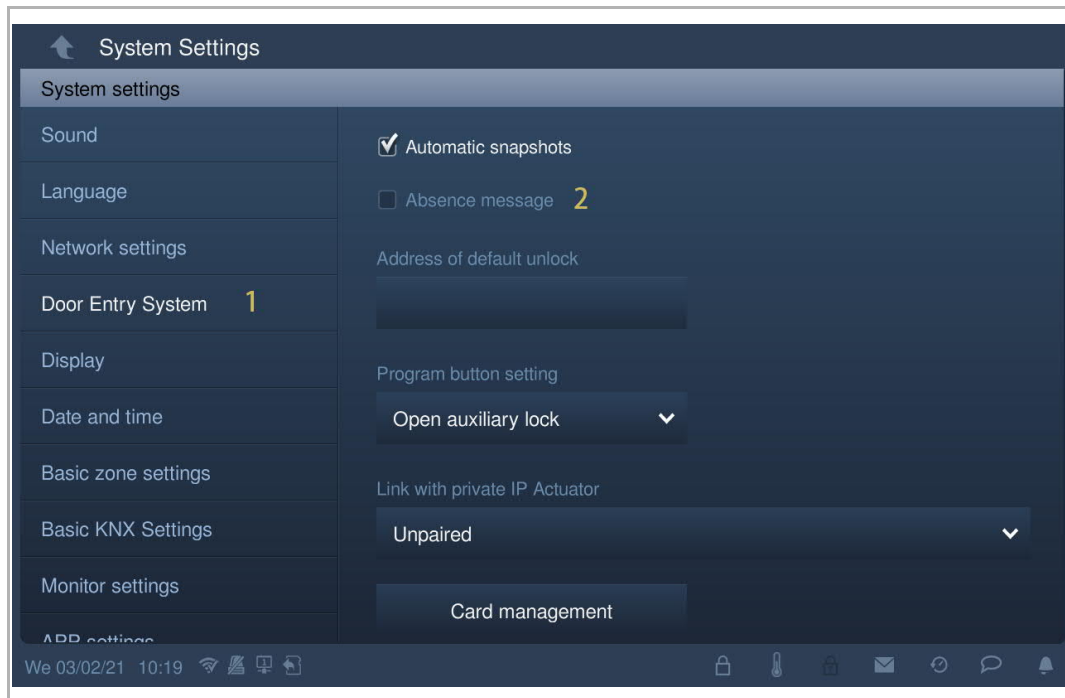 System Settings
System settings
Sound
Language
Network settings
Door Entry System 1
Display
Date and time
Basic zone settings
Basic KNX Settings
Monitor settings
APP settings
Automatic snapshots
Absence message 2
Address of default unlock
Program button setting
Open auxiliary lock
Link with private IP Actuator
Unpaired
Card management
We 03/02/21 10:19